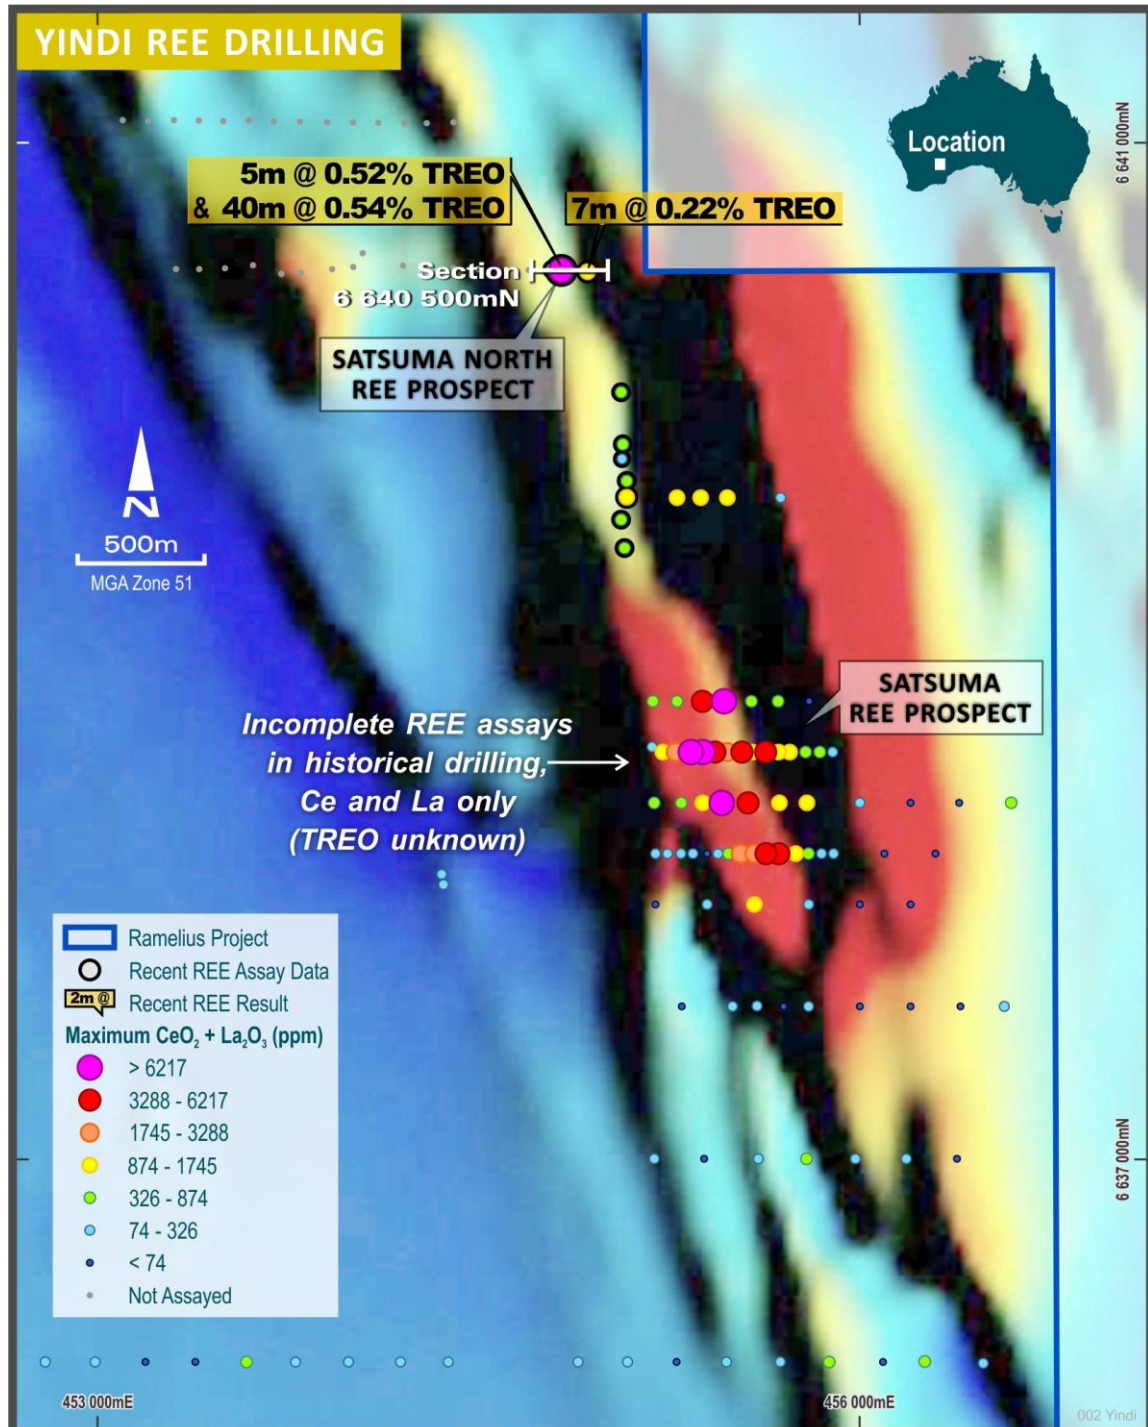 YINDI REE DRILLING
Location
6 641 000mN
5m @ 0.52% TREO
& 40m @ 0.54% TREO
7m @ 0.22% TREO
Section
6 640 500mN
SATSUMA NORTH
REE PROSPECT
N
500m
MGA Zone 51
SATSUMA
REE PROSPECT
Incomplete REE assays
in historical drilling,
Ce and La only
(TREO unknown)
Ramelius Project
Recent REE Assay Data
2m @
Recent REE Result
Maximum CeO₂ + La₂O₃ (ppm)
> 6217
3288 - 6217
1745 - 3288
874 - 1745
326 - 874
74 - 326
< 74
Not Assayed
6 637 000mN
453 000mE
456 000mE
002 Yindi